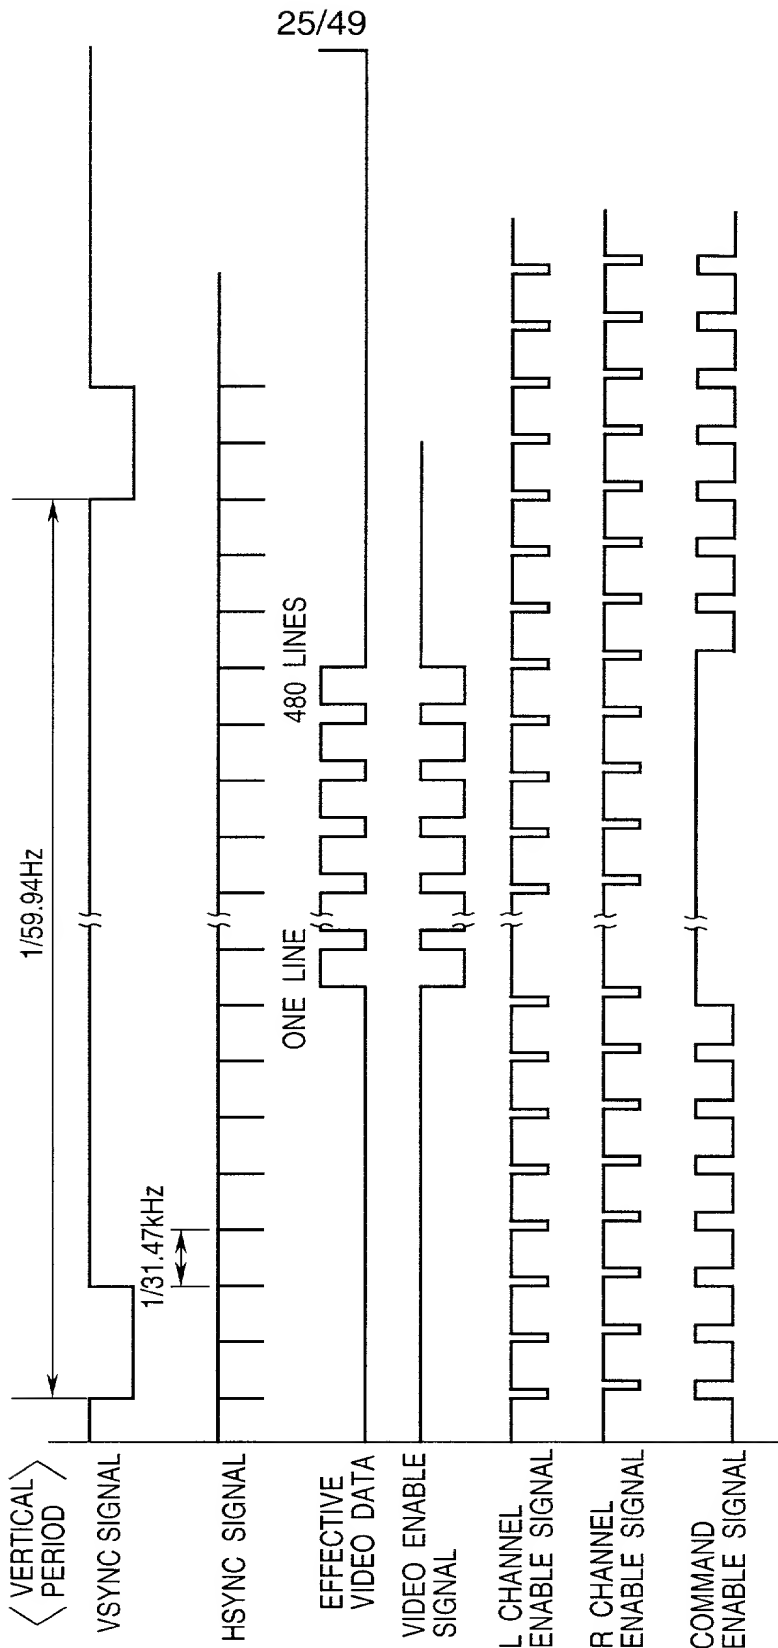 25/49
VERTICAL
PERIOD
1/59.94Hz
VSYNC SIGNAL
1/31.47kHz
HSYNC SIGNAL
ONE LINE
480 LINES
EFFECTIVE
VIDEO DATA
VIDEO ENABLE
SIGNAL
L CHANNEL
ENABLE SIGNAL
R CHANNEL
ENABLE SIGNAL
COMMAND
ENABLE SIGNAL